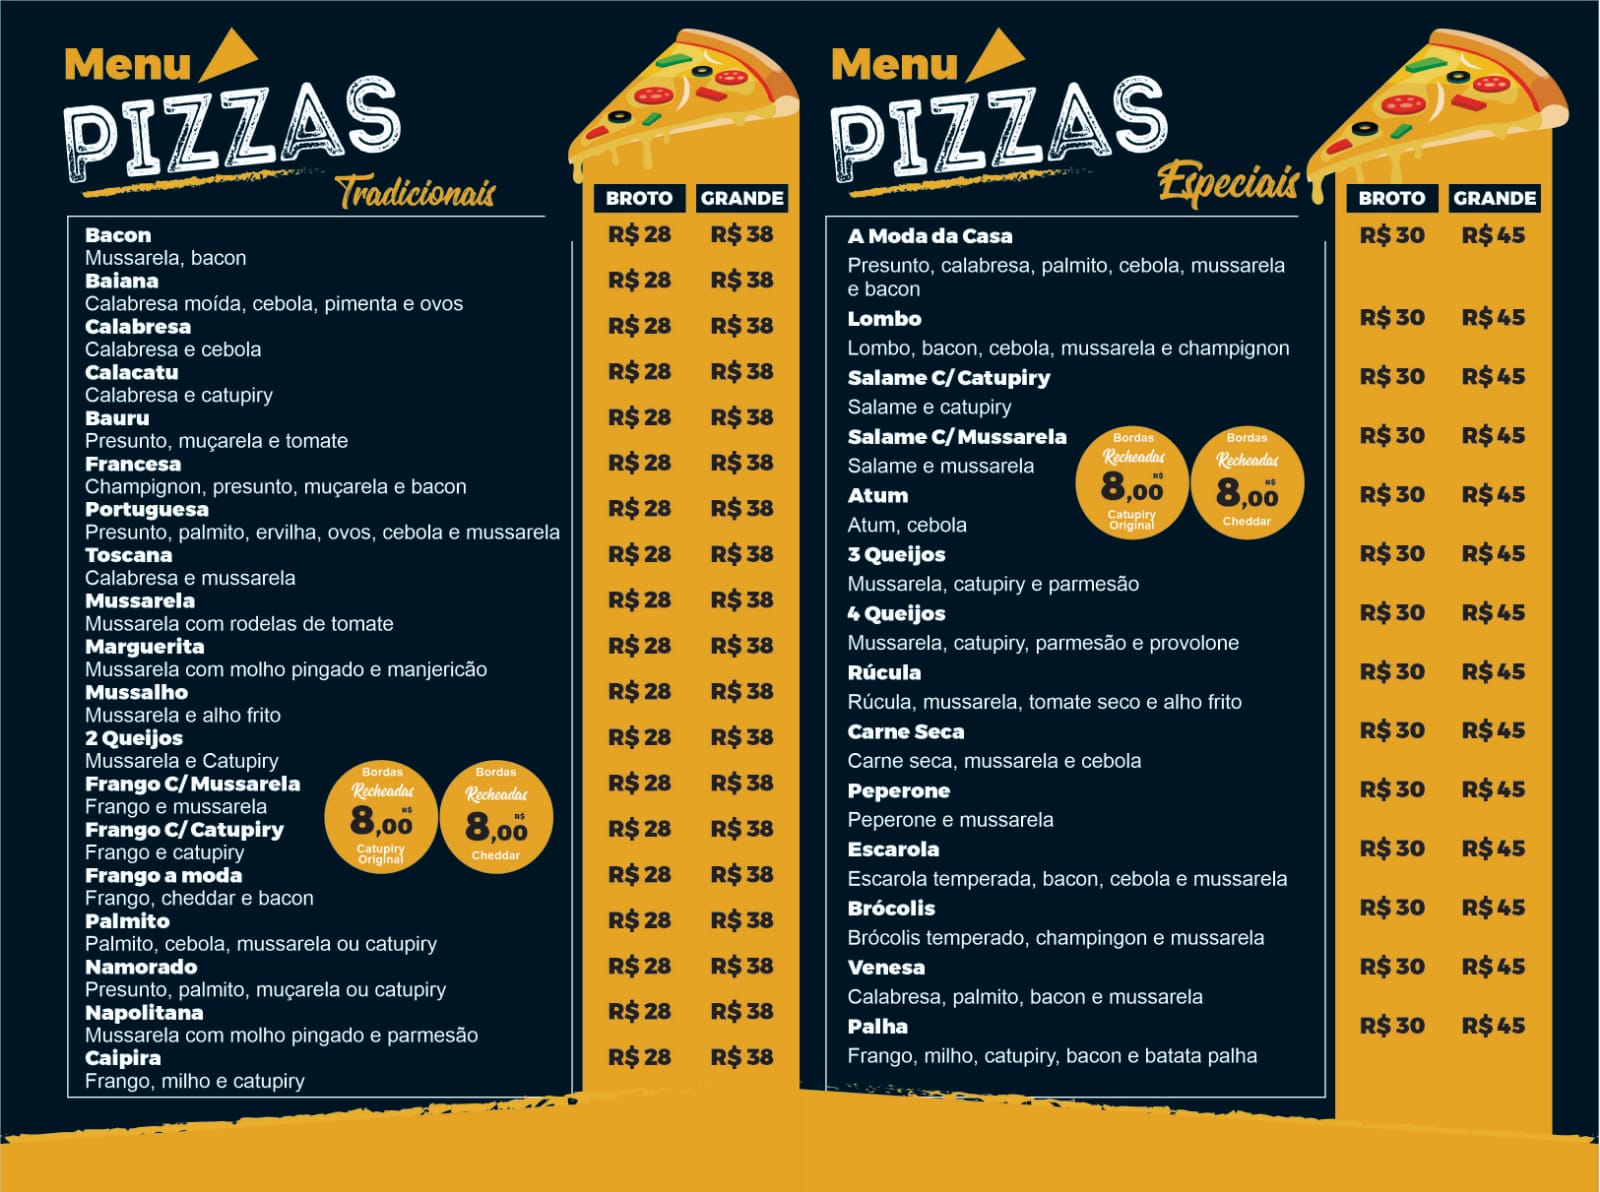 Menu
PIZZAS
Tradicionais
BROTO GRANDE
Bacon R$ 28 R$ 38
Mussarela, bacon
Baiana R$ 28 R$ 38
Calabresa moída, cebola, pimenta e ovos
Calabresa R$ 28 R$ 38
Calabresa e cebola
Calacatu R$ 28 R$ 38
Calabresa e catupiry
Bauru R$ 28 R$ 38
Presunto, muçarela e tomate
Francesa R$ 28 R$ 38
Champignon, presunto, muçarela e bacon
Portuguesa R$ 28 R$ 38
Presunto, palmito, ervilha, ovos, cebola e mussarela
Toscana R$ 28 R$ 38
Calabresa e mussarela
Mussarela R$ 28 R$ 38
Mussarela com rodelas de tomate
Marguerita R$ 28 R$ 38
Mussarela com molho pingado e manjericão
Mussalho R$ 28 R$ 38
Mussarela e alho frito
2 Queijos R$ 28 R$ 38
Mussarela e Catupiry
Frango C/ Mussarela R$ 28 R$ 38
Frango e mussarela
Frango C/ Catupiry R$ 28 R$ 38
Frango e catupiry
Frango a moda R$ 28 R$ 38
Frango, cheddar e bacon
Palmito R$ 28 R$ 38
Palmito, cebola, mussarela ou catupiry
Namorado R$ 28 R$ 38
Presunto, palmito, muçarela ou catupiry
Napolitana R$ 28 R$ 38
Mussarela com molho pingado e parmesão
Caipira R$ 28 R$ 38
Frango, milho e catupiry
Bordas
Recheadas
R$
8,00
Catupiry
Original
Bordas
Recheadas
R$
8,00
Cheddar
Menu
PIZZAS
Especiais
BROTO GRANDE
A Moda da Casa R$ 30 R$ 45
Presunto, calabresa, palmito, cebola, mussarela
e bacon
Lombo R$ 30 R$ 45
Lombo, bacon, cebola, mussarela e champignon
Salame C/ Catupiry R$ 30 R$ 45
Salame e catupiry
Salame C/ Mussarela R$ 30 R$ 45
Salame e mussarela
Atum R$ 30 R$ 45
Atum, cebola
3 Queijos R$ 30 R$ 45
Mussarela, catupiry e parmesão
4 Queijos R$ 30 R$ 45
Mussarela, catupiry, parmesão e provolone
Rúcula R$ 30 R$ 45
Rúcula, mussarela, tomate seco e alho frito
Carne Seca R$ 30 R$ 45
Carne seca, mussarela e cebola
Peperone R$ 30 R$ 45
Peperone e mussarela
Escarola R$ 30 R$ 45
Escarola temperada, bacon, cebola e mussarela
Brócolis R$ 30 R$ 45
Brócolis temperado, champingon e mussarela
Venesa R$ 30 R$ 45
Calabresa, palmito, bacon e mussarela
Palha R$ 30 R$ 45
Frango, milho, catupiry, bacon e batata palha
Bordas
Recheadas
R$
8,00
Catupiry
Original
Bordas
Recheadas
R$
8,00
Cheddar